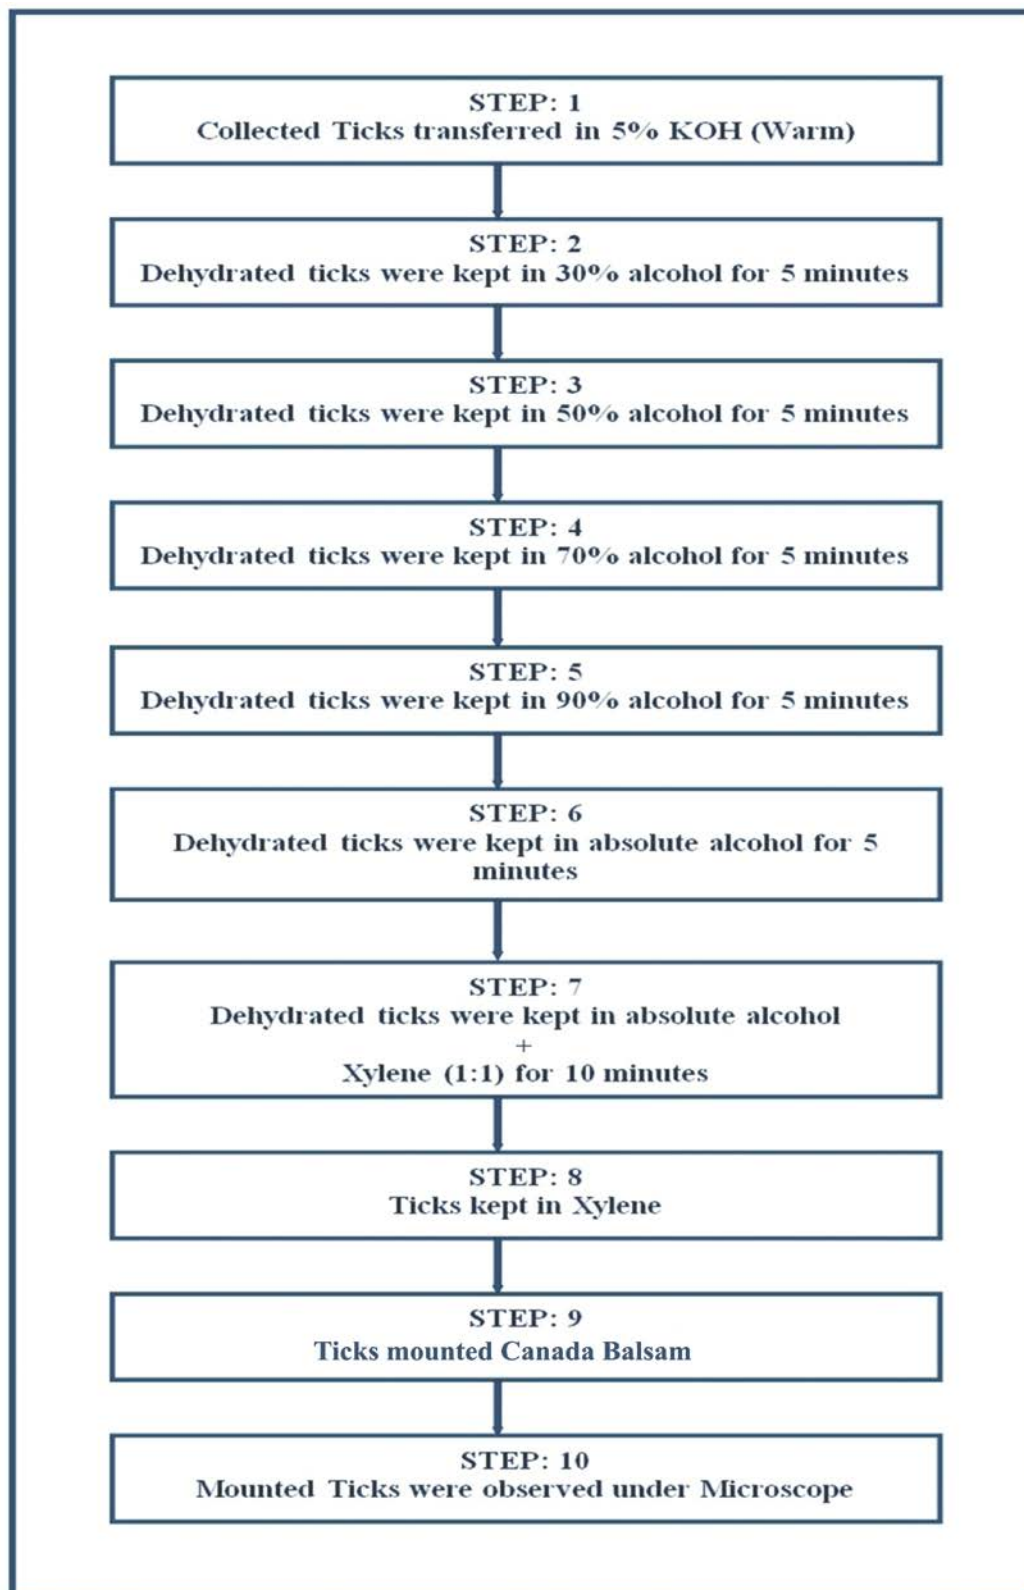 STEP: 1
Collected Ticks transferred in 5% KOH (Warm)
STEP: 2
Dehydrated ticks were kept in 30% alcohol for 5 minutes
STEP: 3
Dehydrated ticks were kept in 50% alcohol for 5 minutes
STEP: 4
Dehydrated ticks were kept in 70% alcohol for 5 minutes
STEP: 5
Dehydrated ticks were kept in 90% alcohol for 5 minutes
STEP: 6
Dehydrated ticks were kept in absolute alcohol for 5
minutes
STEP: 7
Dehydrated ticks were kept in absolute alcohol
+
Xylene (1:1) for 10 minutes
STEP: 8
Ticks kept in Xylene
STEP: 9
Ticks mounted Canada Balsam
STEP: 10
Mounted Ticks were observed under Microscope